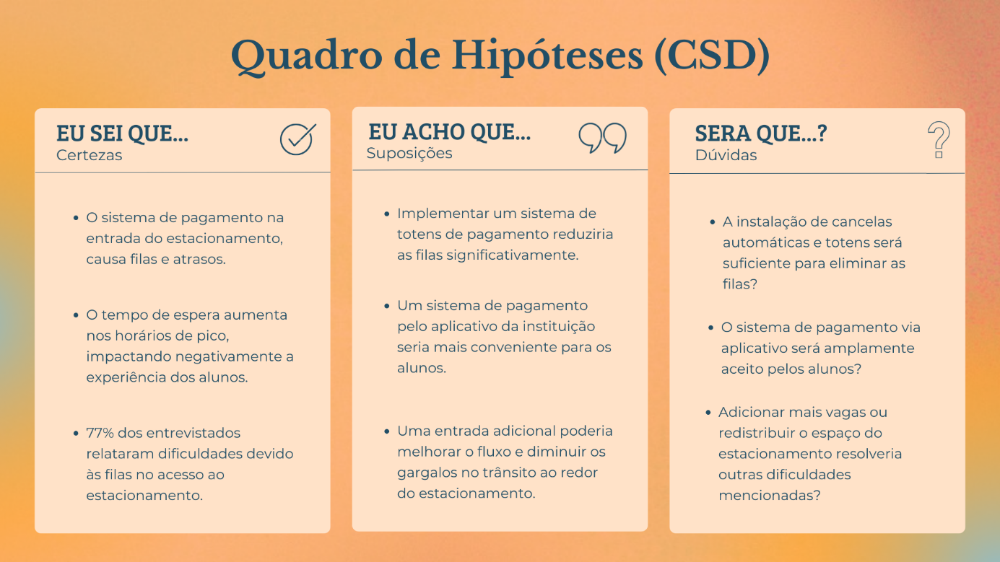 Quadro de Hipóteses (CSD)
EU SEI QUE...
Certezas
• O sistema de pagamento na
entrada do estacionamento,
causa filas e atrasos.
• O tempo de espera aumenta
nos horários de pico,
impactando negativamente a
experiência dos alunos.
• 77% dos entrevistados
relataram dificuldades devido
às filas no acesso ao
estacionamento.
EU ACHO QUE...
Suposições
• Implementar um sistema de
totens de pagamento reduziria
as filas significativamente.
• Um sistema de pagamento
pelo aplicativo da instituição
seria mais conveniente para os
alunos.
• Uma entrada adicional poderia
melhorar o fluxo e diminuir os
gargalos no trânsito ao redor
do estacionamento.
SERA QUE...?
Dúvidas
• A instalação de cancelas
automáticas e totens será
suficiente para eliminar as
filas?
• O sistema de pagamento via
aplicativo será amplamente
aceito pelos alunos?
• Adicionar mais vagas ou
redistribuir o espaço do
estacionamento resolveria
outras dificuldades
mencionadas?